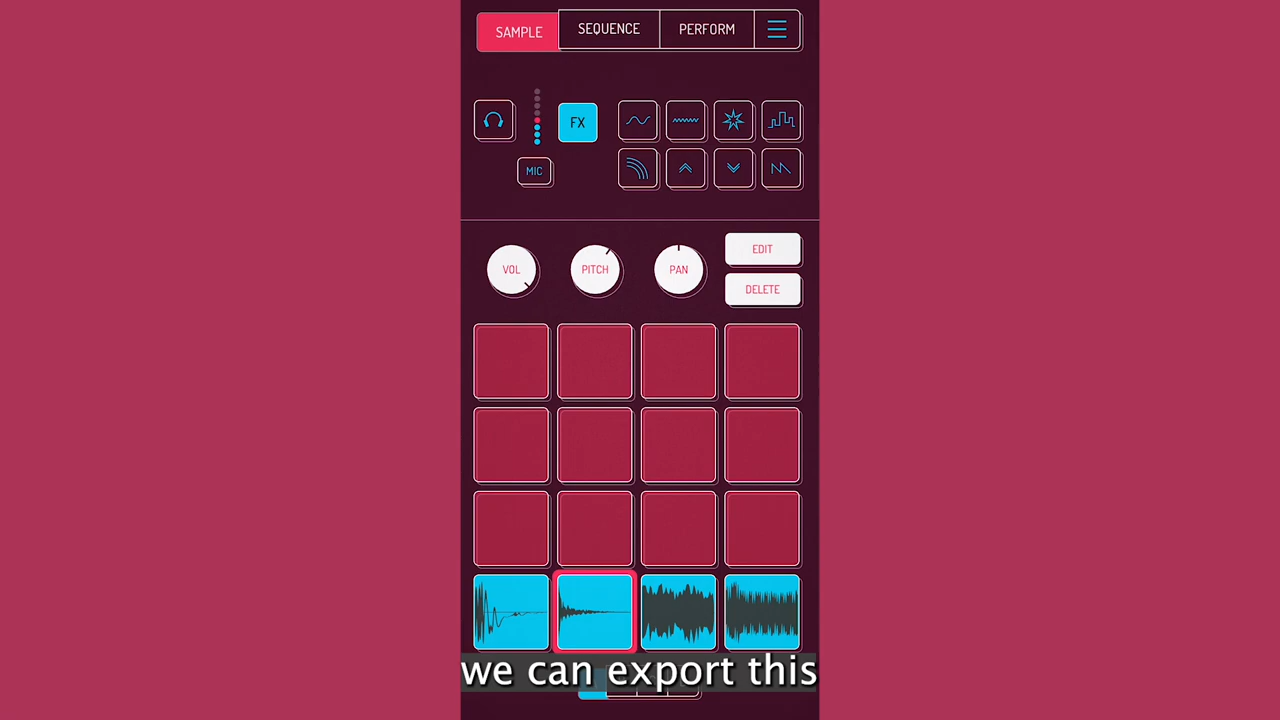 SAMPLE SEQUENCE PERFORM
FX
MIC
VOL PITCH PAN EDIT
DELETE
we can export this